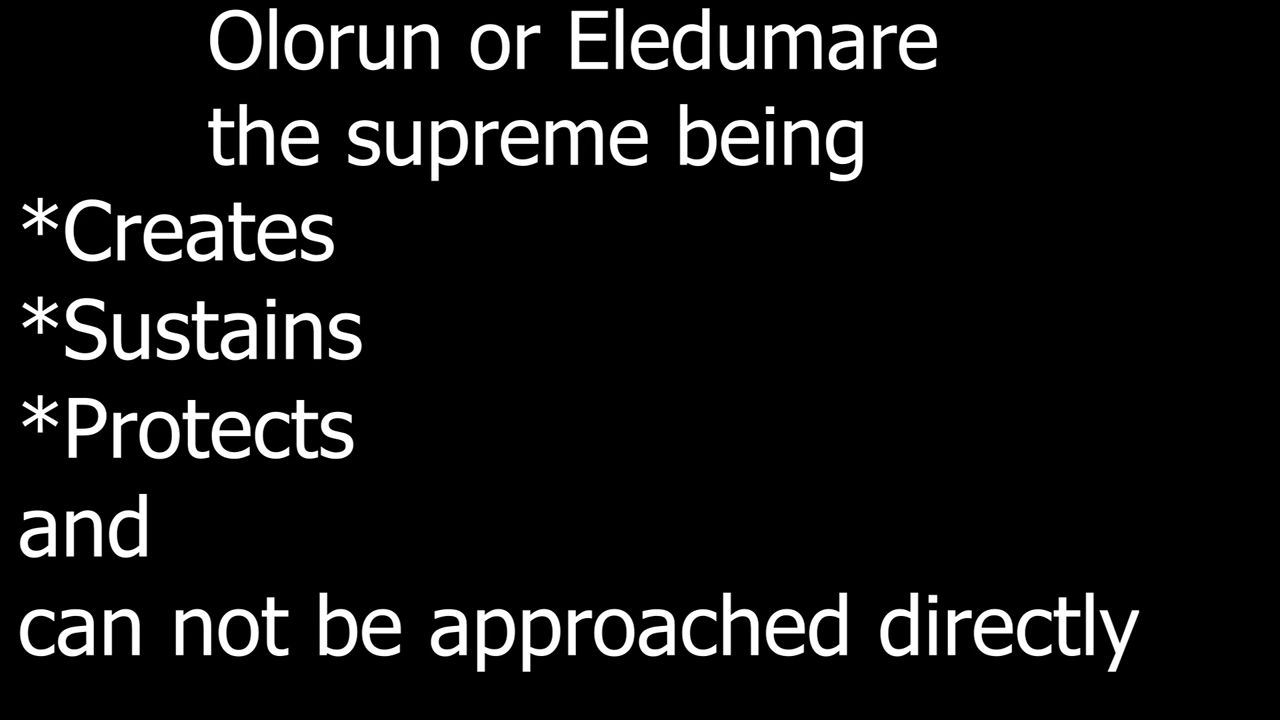 Olorun or Eledumare
the supreme being
*Creates
*Sustains
*Protects
and
can not be approached directly